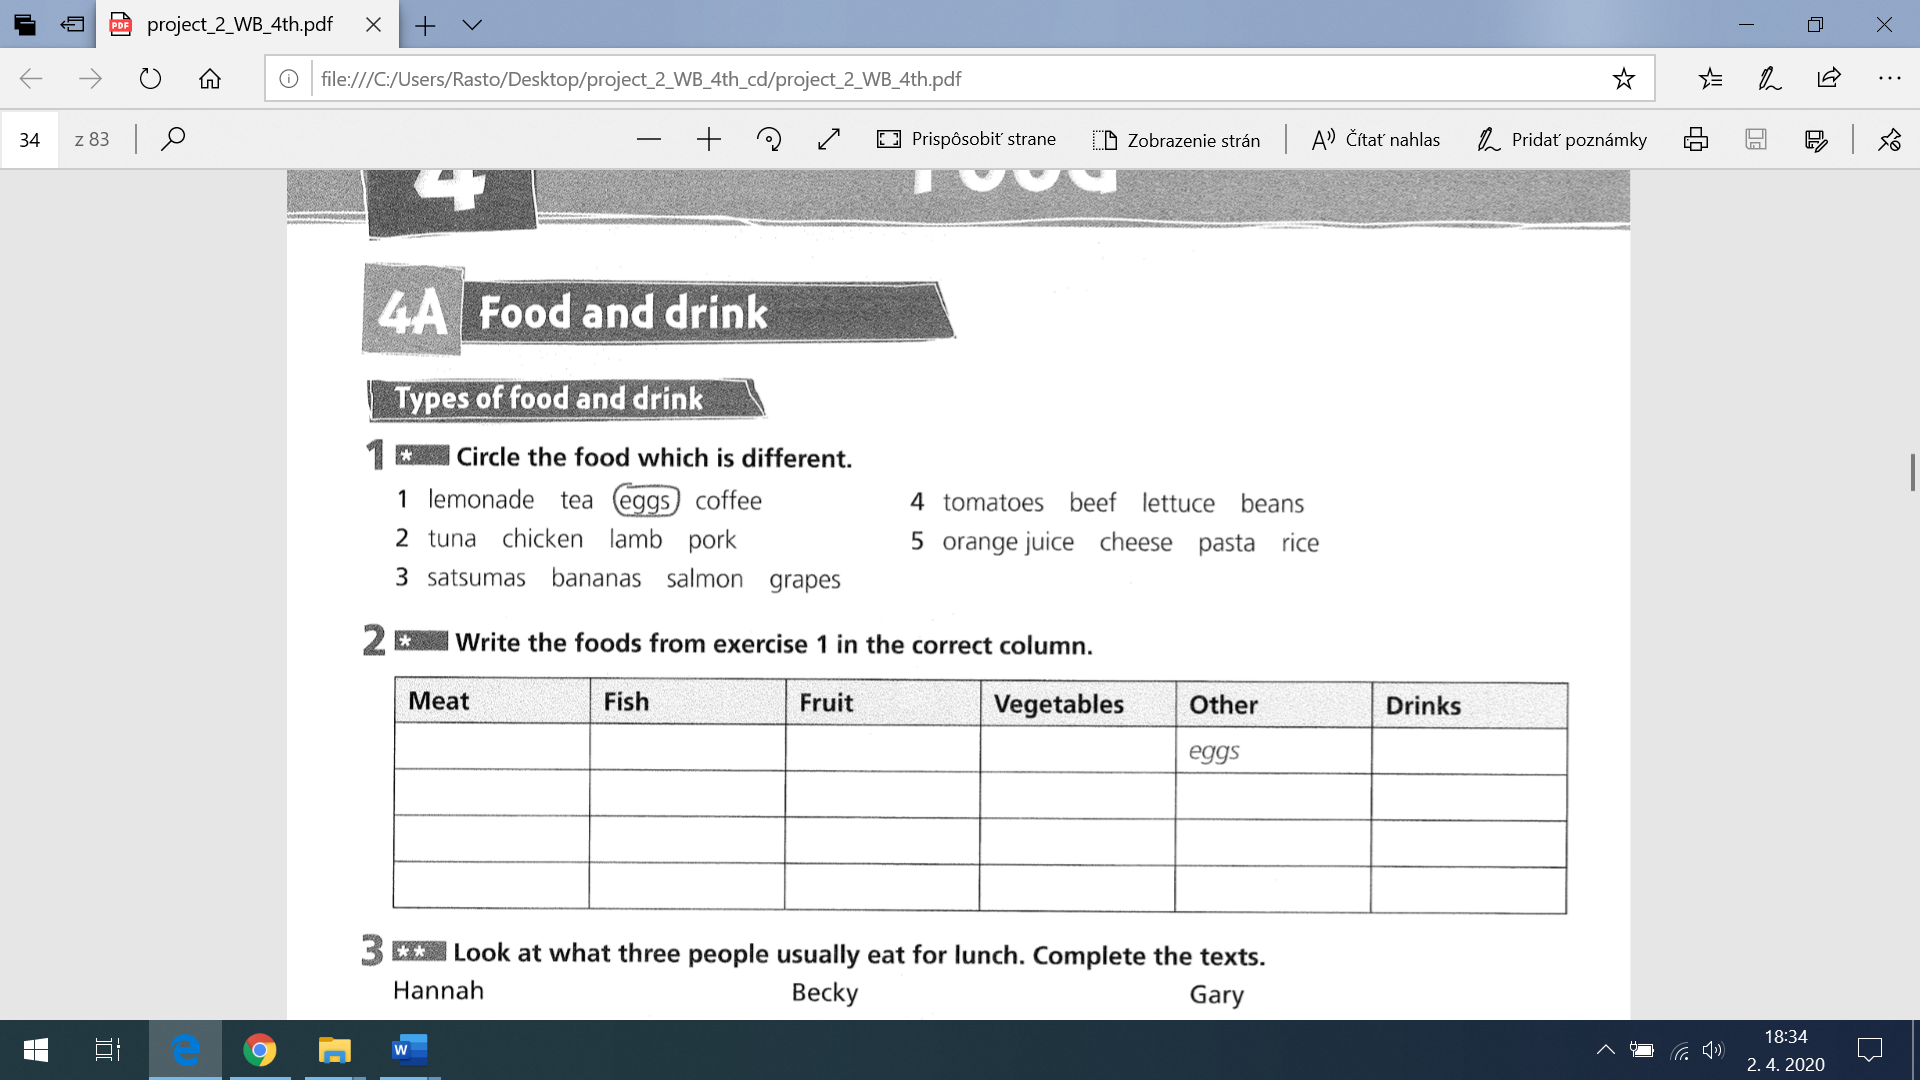 project_2_WB_4th.pdf
file:///C:/Users/Rasto/Desktop/project_2_WB_4th_cd/project_2_WB_4th.pdf
34 z 83 Prispôsobiť strane Zobrazenie strán Čítať nahlas Pridať poznámky
4 FOOD
4A Food and drink
Types of food and drink
1 * Circle the food which is different.
1 lemonade tea eggs coffee
2 tuna chicken lamb pork
3 satsumas bananas salmon grapes
4 tomatoes beef lettuce beans
5 orange juice cheese pasta rice
2 * Write the foods from exercise 1 in the correct column.
Meat Fish Fruit Vegetables Other Drinks
eggs
3 ** Look at what three people usually eat for lunch. Complete the texts.
Hannah Becky Gary
18:34
2. 4. 2020